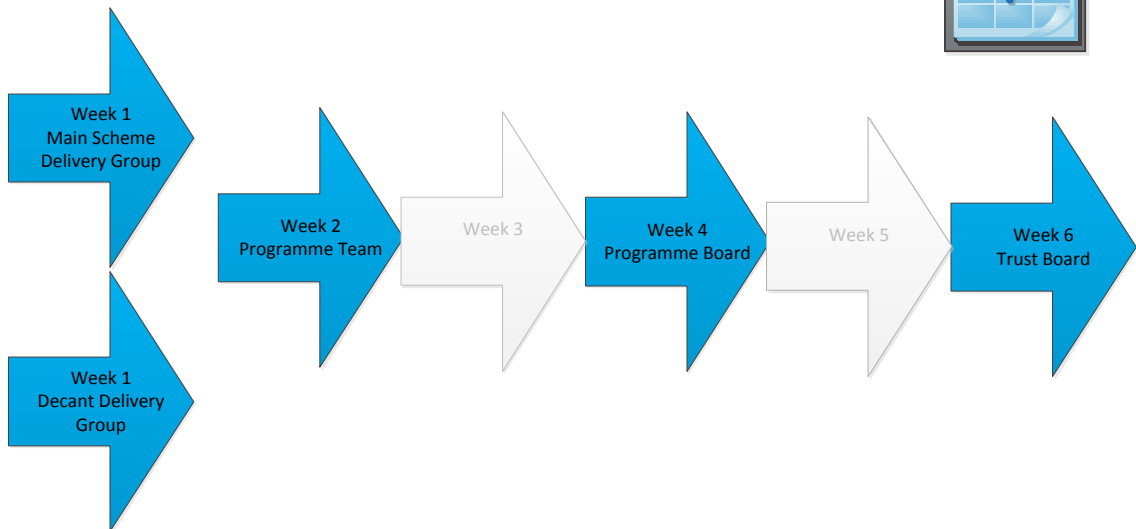 Week 1
Main Scheme
Delivery Group
Week 2
Programme Team
Week 3
Week 4
Programme Board
Week 5
Week 6
Trust Board
Week 1
Decant Delivery
Group